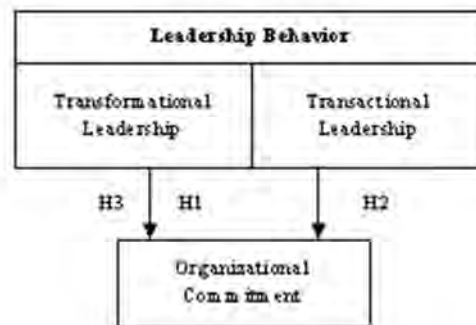 Leadership Behavior
Transformational
Leadership
Transactional
Leadership
H3 H1 H2
Organizational
Commitment